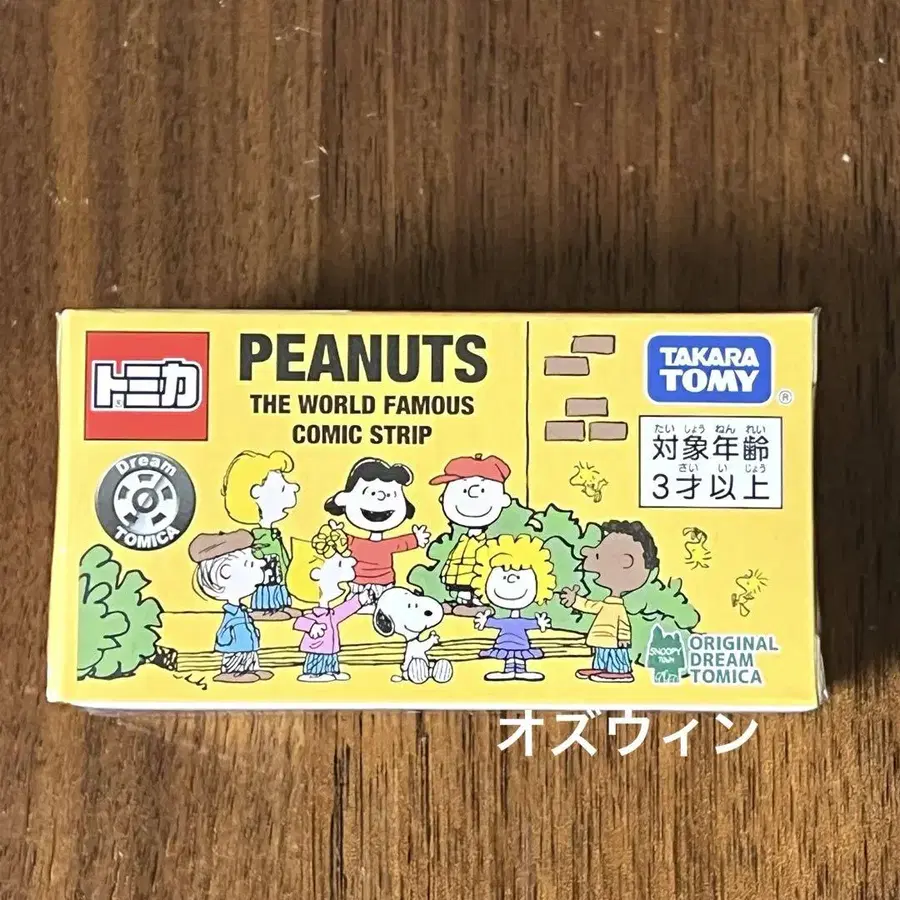 トミカ
PEANUTS
THE WORLD FAMOUS
COMIC STRIP
Dream
TOMICA
TAKARA
TOMY
®
たいしょうねんれい
対象年齢
さいいじょう
3才以上
SNOOPY
TOWN
ORIGINAL
DREAM
TOMICA
オズウィン